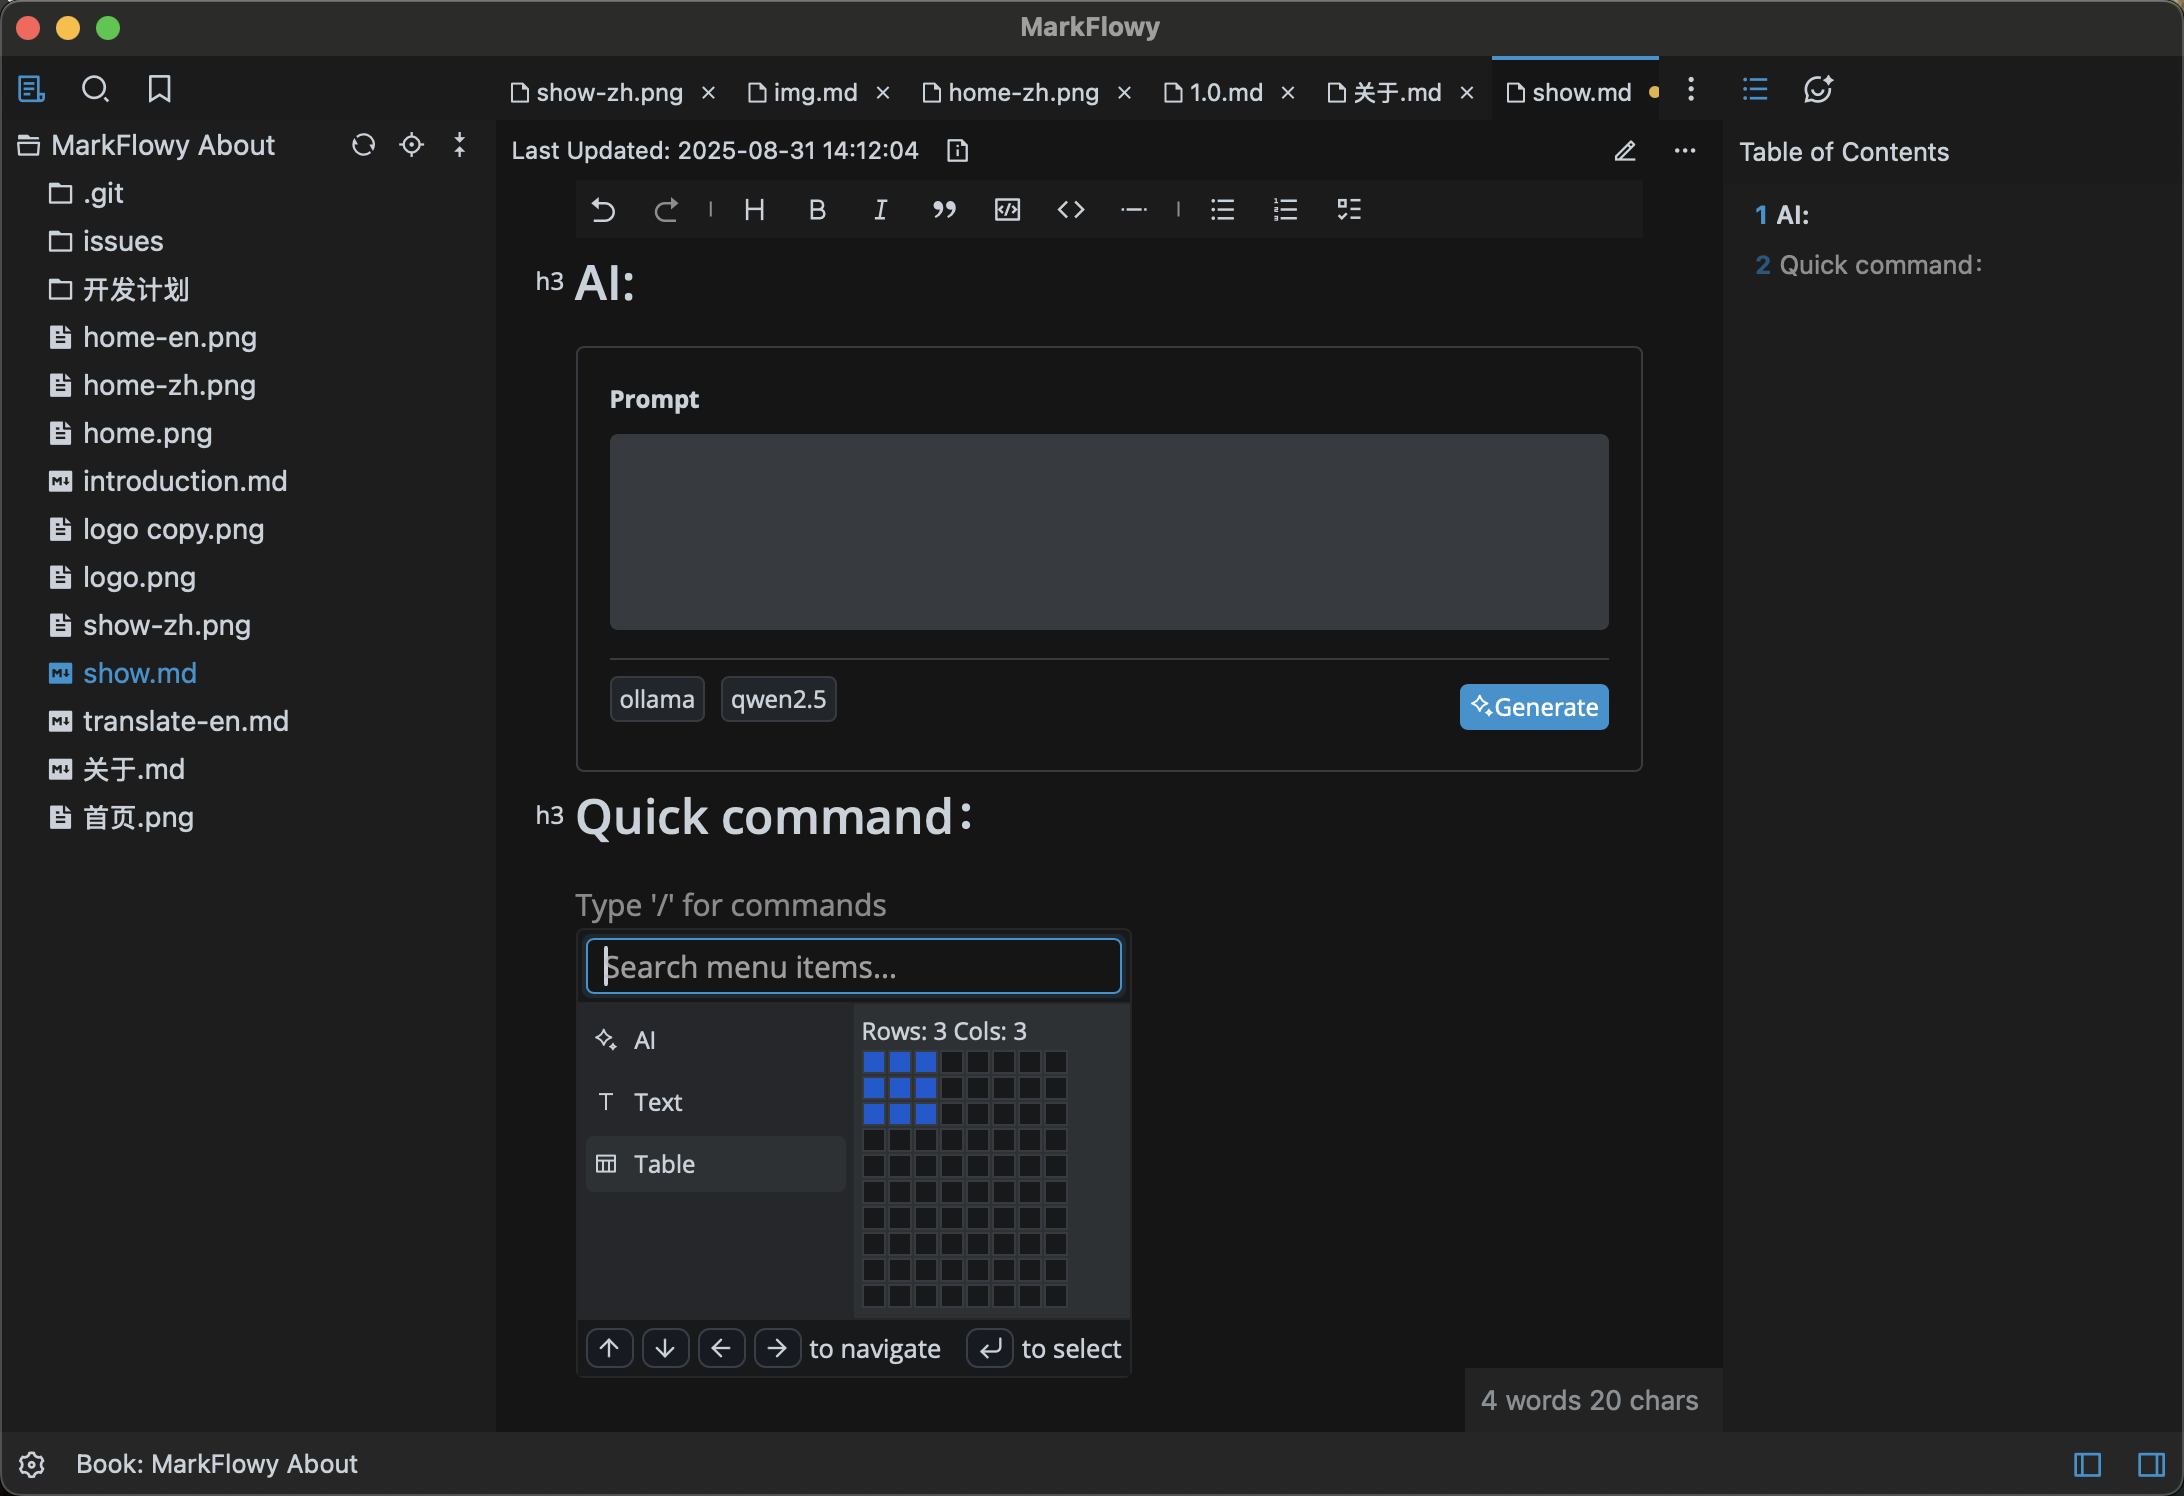 MarkFlowy
show-zh.png
img.md
home-zh.png
1.0.md
关于.md
show.md
MarkFlowy About
.git
issues
开发计划
home-en.png
home-zh.png
home.png
introduction.md
logo copy.png
logo.png
show-zh.png
show.md
translate-en.md
关于.md
首页.png
Last Updated: 2025-08-31 14:12:04
H B I
h3 AI:
Prompt
ollama qwen2.5
Generate
h3 Quick command：
Type '/' for commands
Search menu items...
AI
Text
Table
Rows: 3 Cols: 3
to navigate
to select
4 words 20 chars
Table of Contents
1 AI:
2 Quick command：
Book: MarkFlowy About